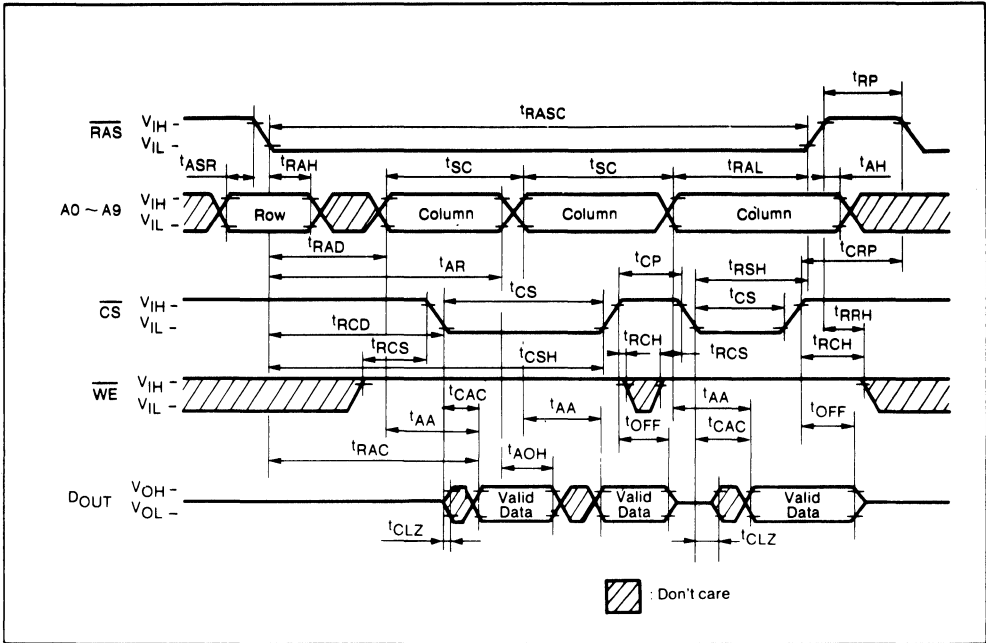 tRP
tRASC
RAS VIH
VIL
tASR tRAH tSC tSC tRAL tAH
A0 ~ A9 VIH
VIL
Row Column Column Column
tRAD tCP tCRP
tAR tRSH
tCS tCS
CS VIH
VIL
tRCD tRRH
tRCS tRCH tRCS tRCH
tCSH
WE VIH
VIL
tCAC tAA tOFF
tAA tAA tOFF tCAC
tRAC tAOH
DOUT VOH
VOL
Valid Data Valid Data Valid Data
tCLZ tCLZ
: Don't care